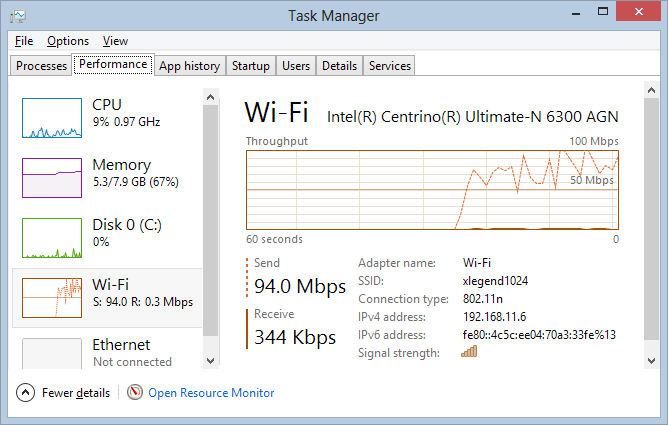 Task Manager
File Options View
Processes Performance App history Startup Users Details Services
CPU
9% 0.97 GHz
Memory
5.3/7.9 GB (67%)
Disk 0 (C:)
0%
Wi-Fi
S: 94.0 R: 0.3 Mbps
Ethernet
Not connected
Wi-Fi Intel(R) Centrino(R) Ultimate-N 6300 AGN
Throughput 100 Mbps
50 Mbps
60 seconds 0
Send
94.0 Mbps
Receive
344 Kbps
Adapter name: Wi-Fi
SSID: xlegend1024
Connection type: 802.11n
IPv4 address: 192.168.11.6
IPv6 address: fe80::4c5c:ee04:70a3:33fe%13
Signal strength:
Fewer details Open Resource Monitor